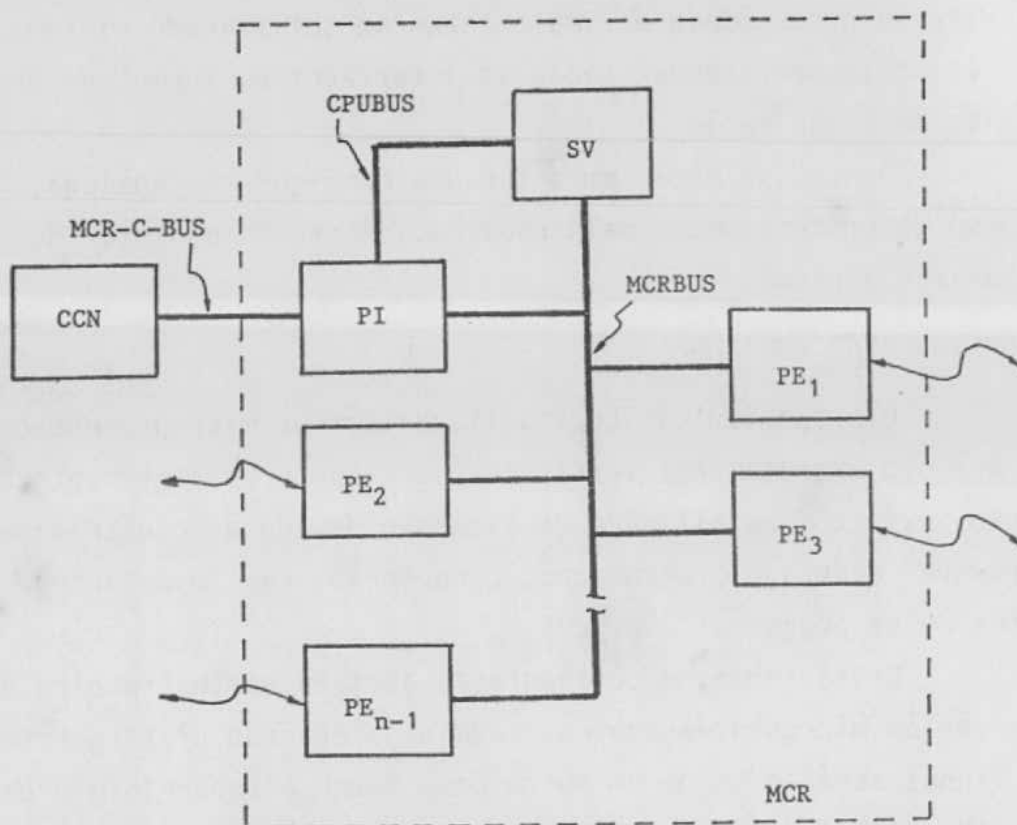 CPUBUS
SV
MCR-C-BUS
MCRBUS
CCN
PI
PE1
PE2
PE3
PEn-1
MCR